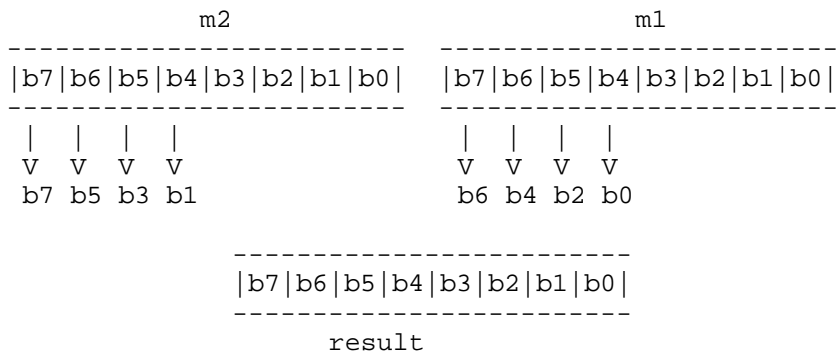 m2 m1
------------------------- -------------------------
|b7|b6|b5|b4|b3|b2|b1|b0| |b7|b6|b5|b4|b3|b2|b1|b0|
------------------------- -------------------------
| | | | | | | |
V V V V V V V V
b7 b5 b3 b1 b6 b4 b2 b0
-------------------------
|b7|b6|b5|b4|b3|b2|b1|b0|
-------------------------
result